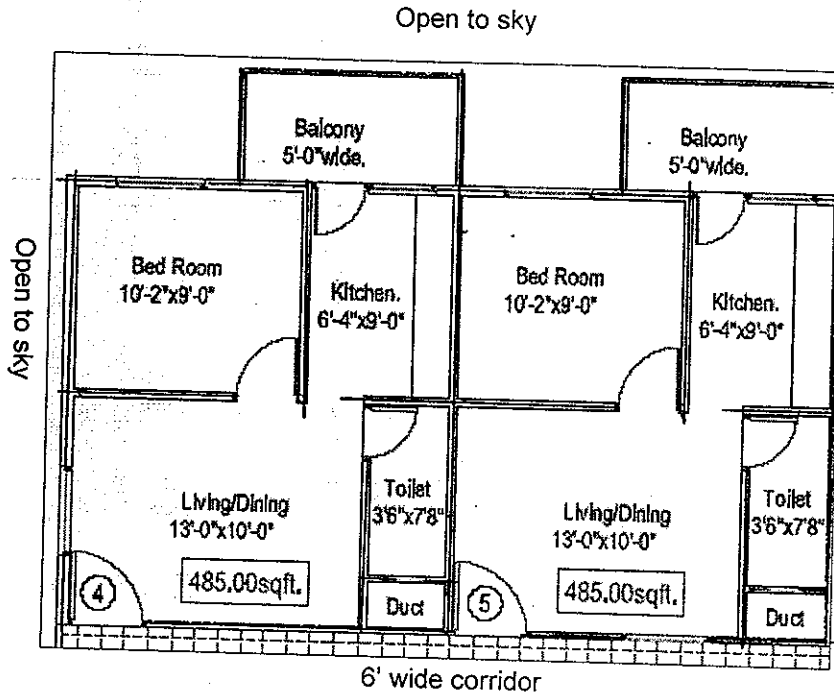 Open to sky
Balcony
5'-0"wide.
Balcony
5'-0"wide.
Open to sky
Bed Room
10'-2"x9'-0"
Kitchen.
6'-4"x9'-0"
Bed Room
10'-2"x9'-0"
Kitchen.
6'-4"x9'-0"
Living/Dining
13'-0"x10'-0"
Toilet
3'6"x7'8"
Living/Dining
13'-0"x10'-0"
Toilet
3'6"x7'8"
4
485.00sqft.
Duct
5
485.00sqft.
Duct
6' wide corridor